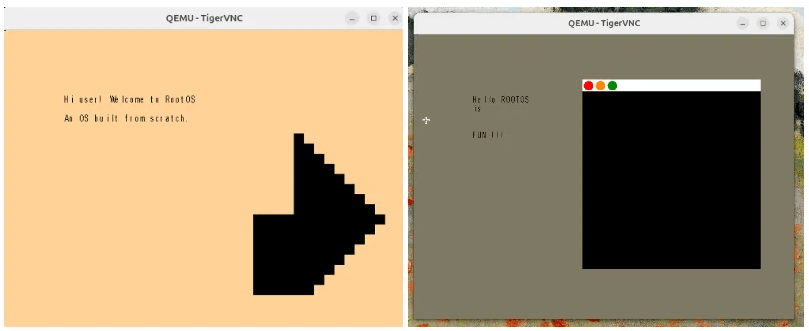 QEMU - TigerVNC
Hi user! Welcome to RootOS
An OS built from scratch.
QEMU - TigerVNC
Hello ROOTOS
is
FUN !!!